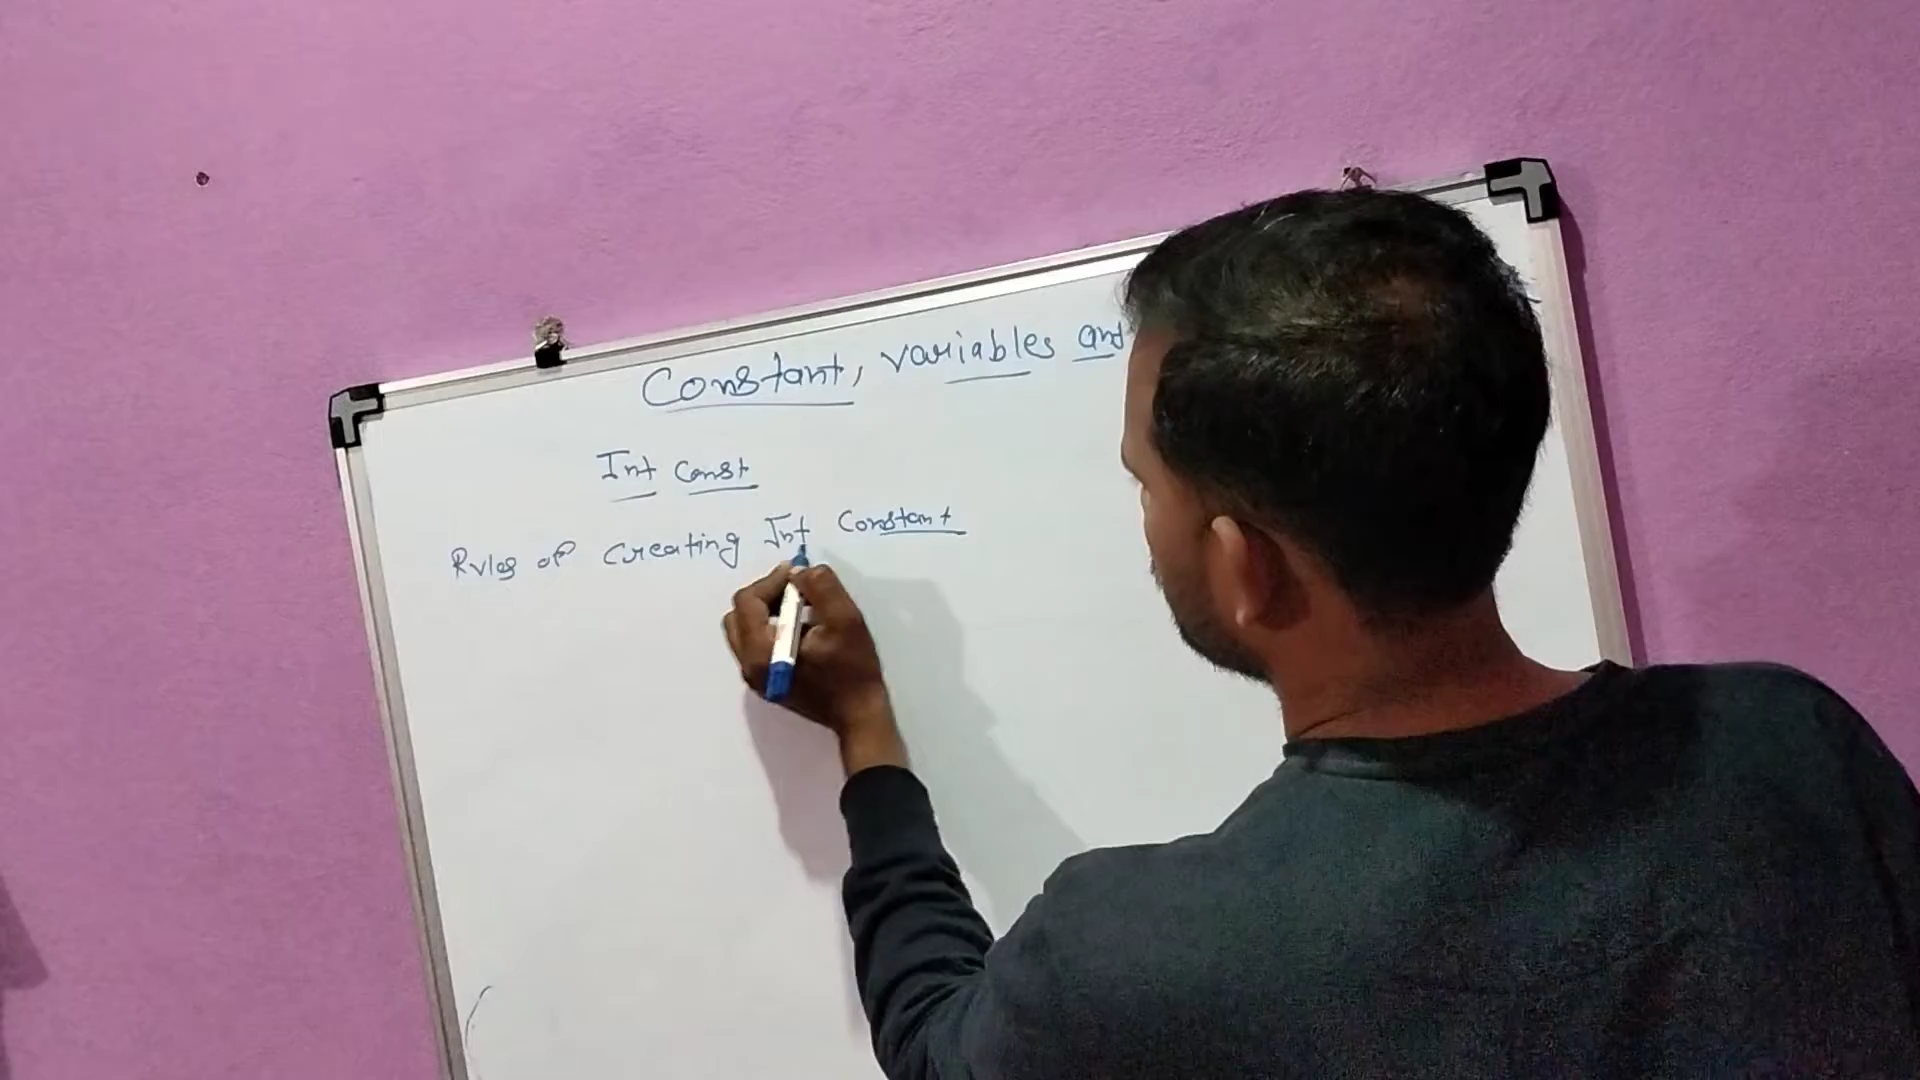 Constant, variables and
Int Const
Rules of Creating Int Constant